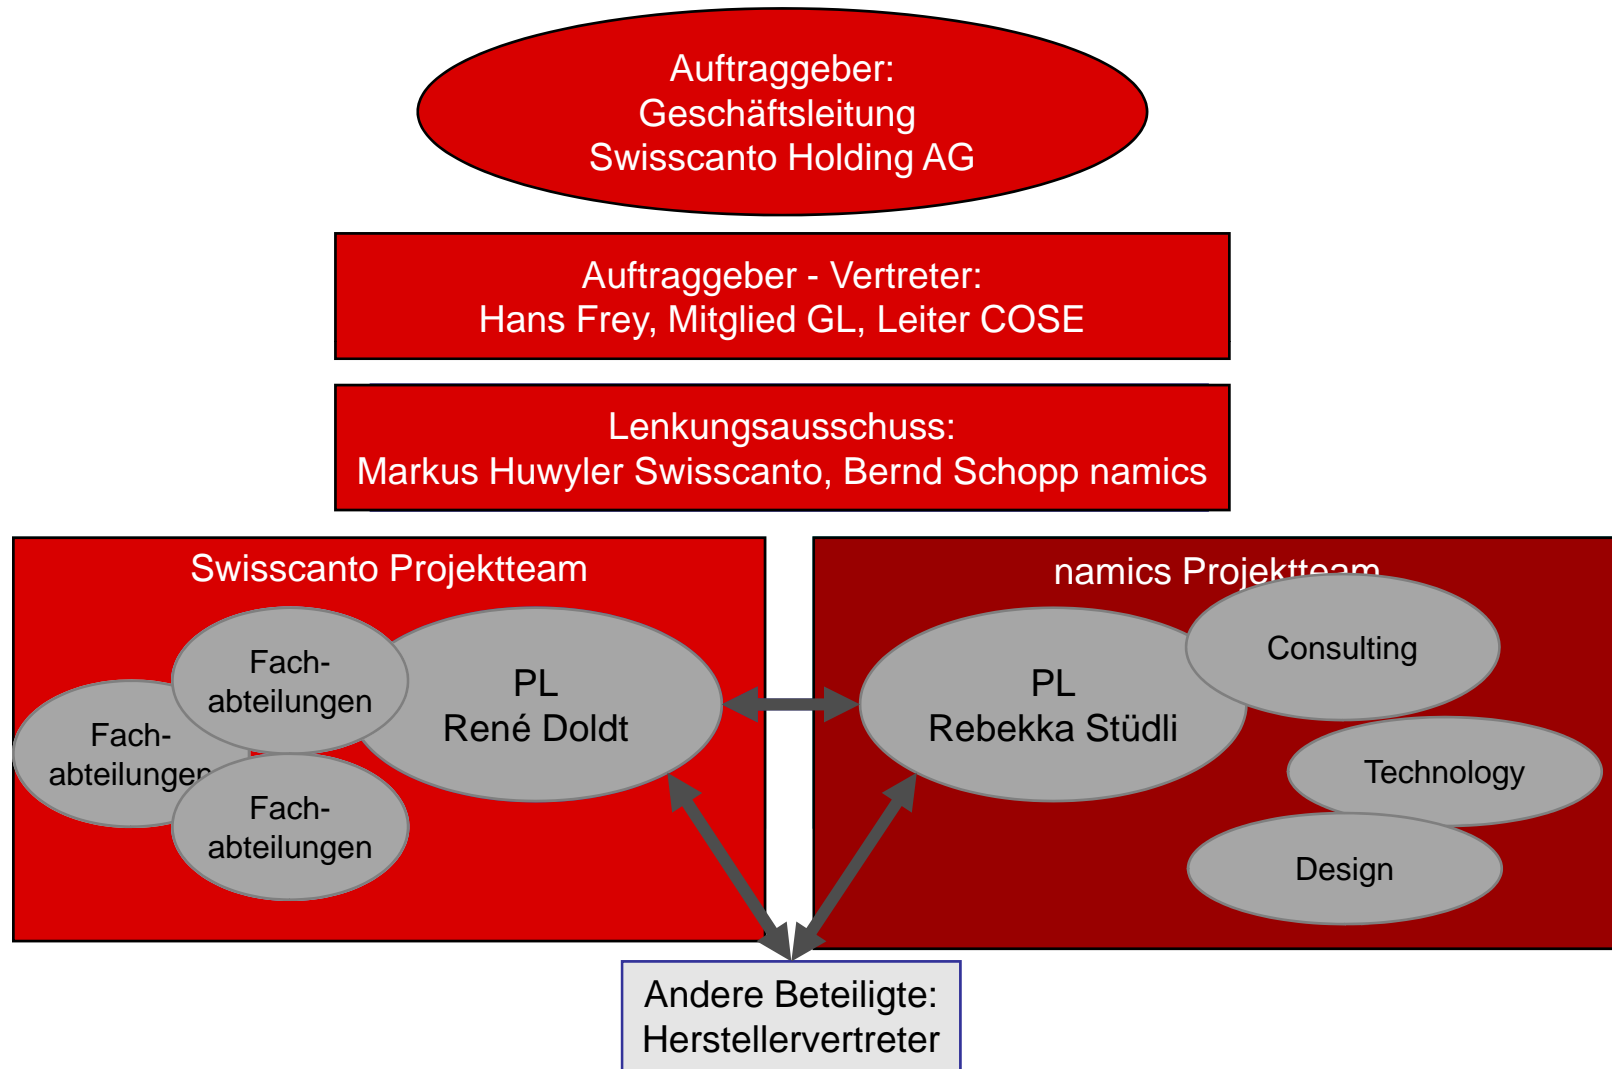 Auftraggeber:
Geschäftsleitung
Swisscanto Holding AG
Auftraggeber - Vertreter:
Hans Frey, Mitglied GL, Leiter COSE
Lenkungsausschuss:
Markus Huwyler Swisscanto, Bernd Schopp namics
Swisscanto Projektteam
Fach-
abteilungen
Fach-
abteilungen
Fach-
abteilungen
PL
René Doldt
namics Projektteam
PL
Rebekka Stüdli
Consulting
Technology
Design
Andere Beteiligte:
Herstellervertreter